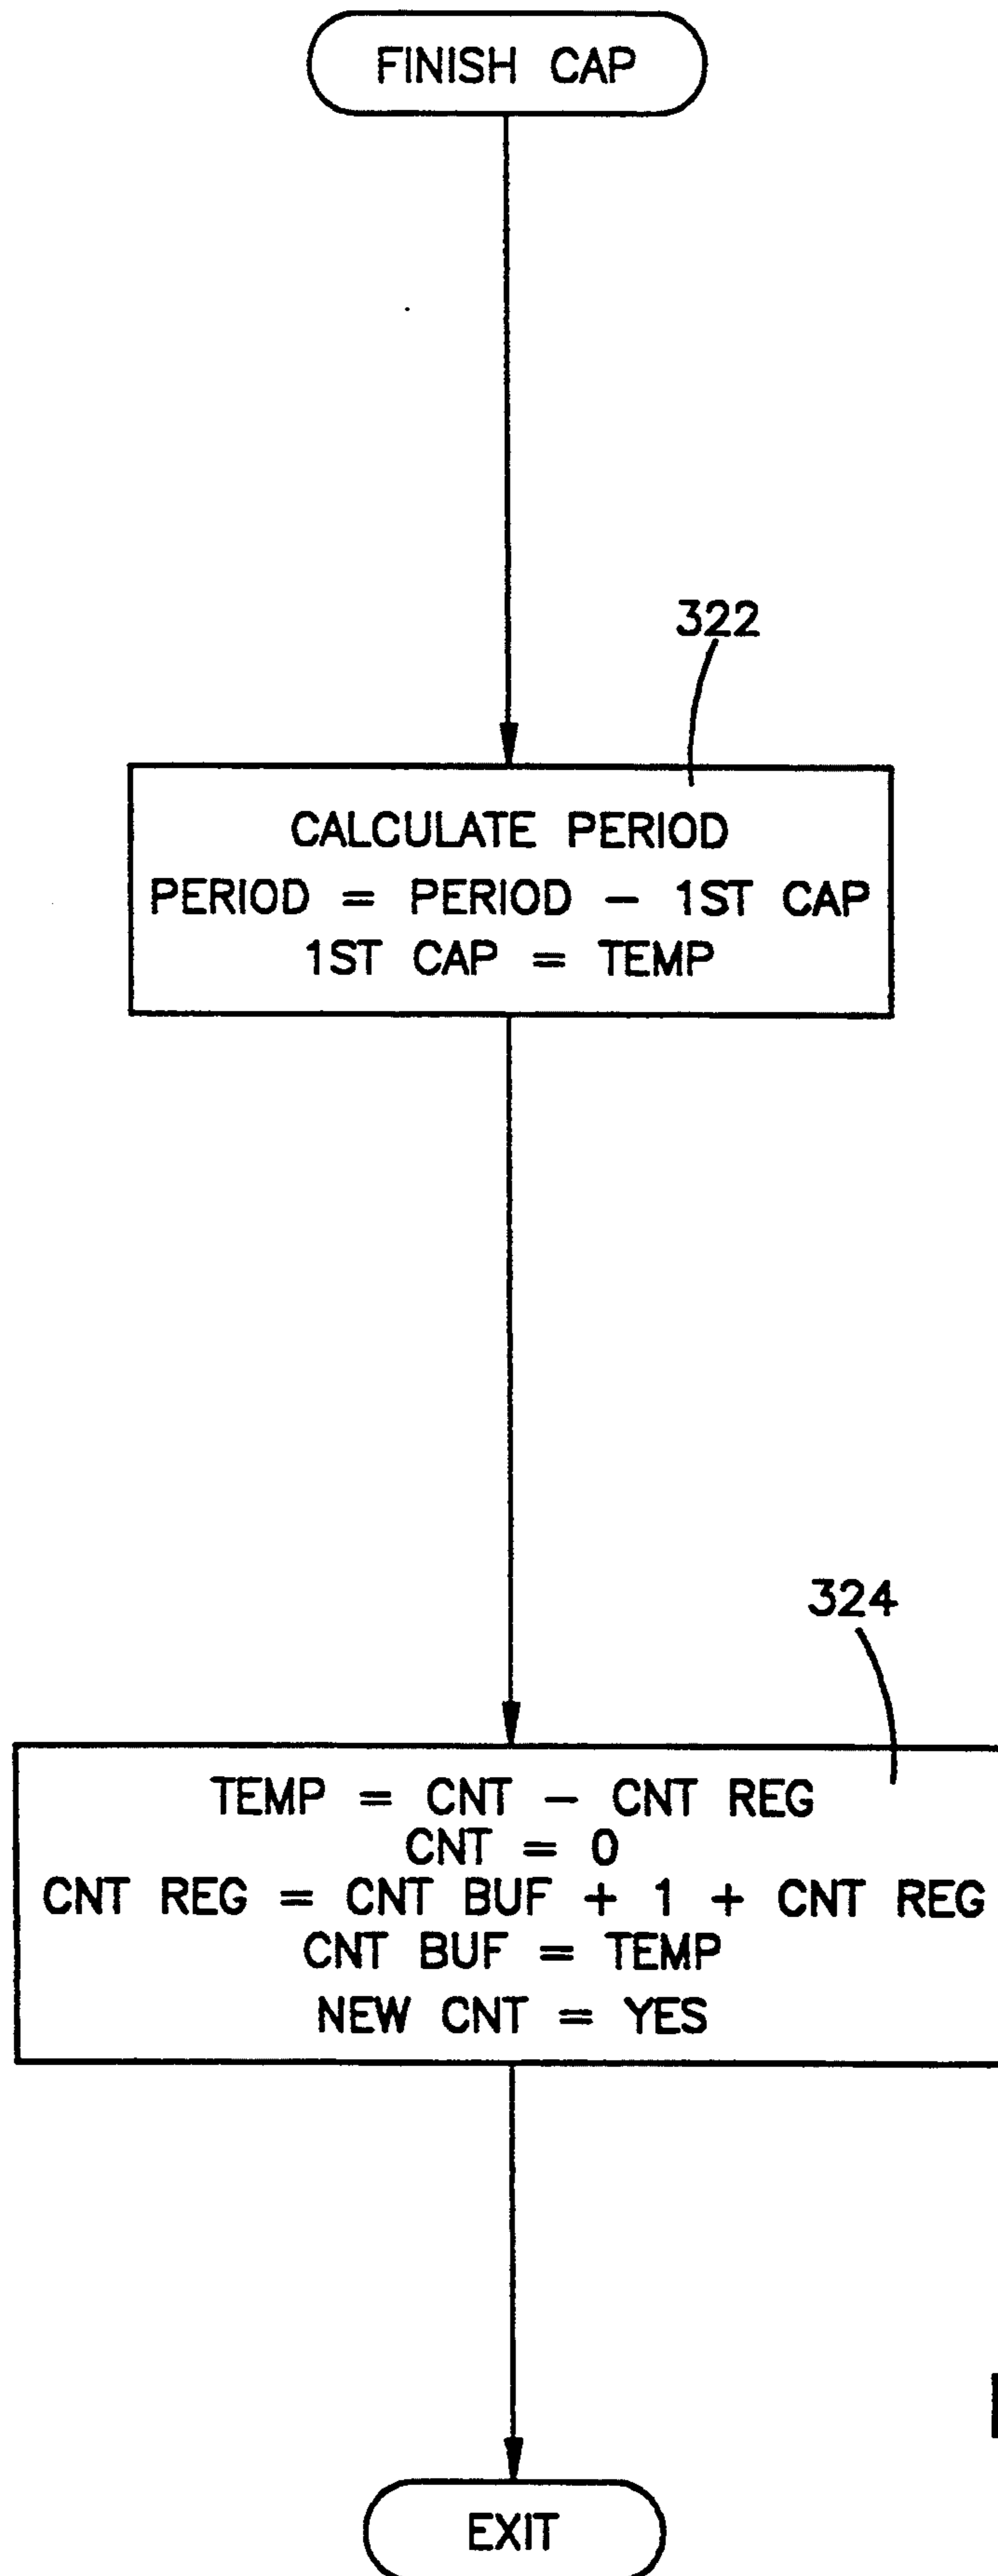 FINISH CAP
322
CALCULATE PERIOD
PERIOD = PERIOD - 1ST CAP
1ST CAP = TEMP
324
TEMP = CNT - CNT REG
CNT = 0
CNT REG = CNT BUF + 1 + CNT REG
CNT BUF = TEMP
NEW CNT = YES
EXIT